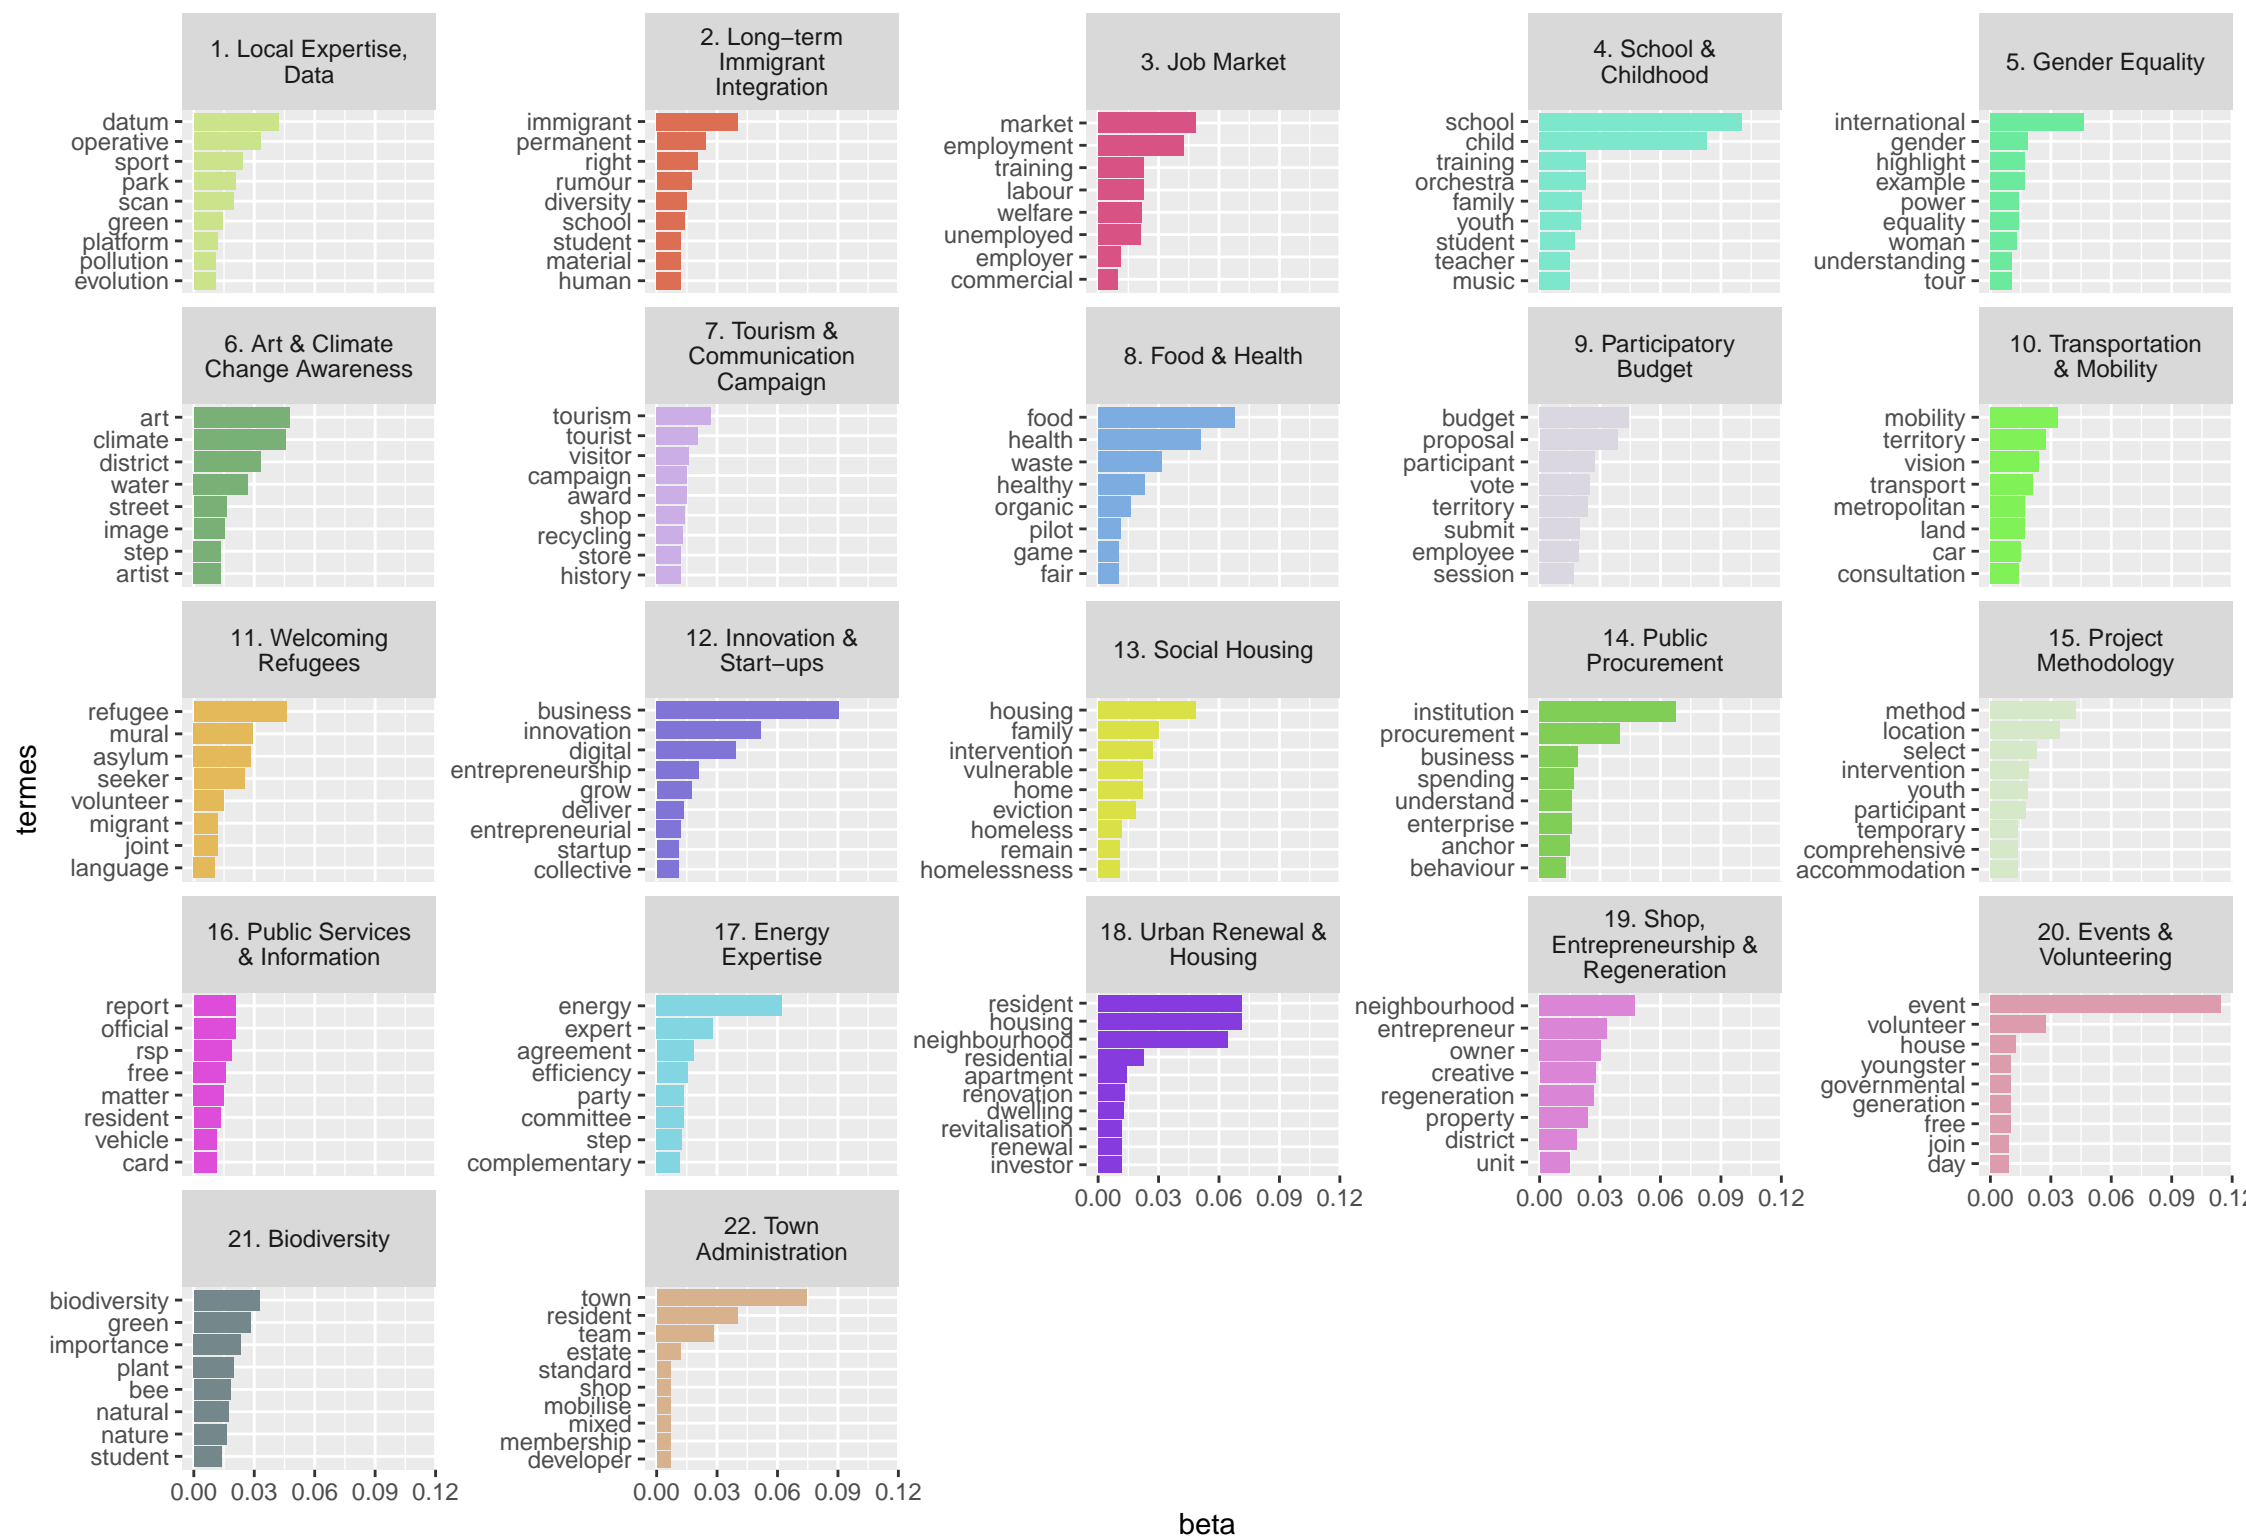 1. Local Expertise,
Data
datum
operative
sport
park
scan
green
platform
pollution
evolution
2. Long−term
Immigrant
Integration
immigrant
permanent
right
rumour
diversity
school
student
material
human
3. Job Market
market
employment
training
labour
welfare
unemployed
employer
commercial
4. School &
Childhood
school
child
training
orchestra
family
youth
student
teacher
music
5. Gender Equality
international
gender
highlight
example
power
equality
woman
understanding
tour
6. Art & Climate
Change Awareness
art
climate
district
water
street
image
step
artist
7. Tourism &
Communication
Campaign
tourism
tourist
visitor
campaign
award
shop
recycling
store
history
8. Food & Health
food
health
waste
healthy
organic
pilot
game
fair
9. Participatory
Budget
budget
proposal
participant
vote
territory
submit
employee
session
10. Transportation
& Mobility
mobility
territory
vision
transport
metropolitan
land
car
consultation
11. Welcoming
Refugees
refugee
mural
asylum
seeker
volunteer
migrant
joint
language
12. Innovation &
Start−ups
business
innovation
digital
entrepreneurship
grow
deliver
entrepreneurial
startup
collective
13. Social Housing
housing
family
intervention
vulnerable
home
eviction
homeless
remain
homelessness
14. Public
Procurement
institution
procurement
business
spending
understand
enterprise
anchor
behaviour
15. Project
Methodology
method
location
select
intervention
youth
participant
temporary
comprehensive
accommodation
16. Public Services
& Information
report
official
rsp
free
matter
resident
vehicle
card
17. Energy
Expertise
energy
expert
agreement
efficiency
party
committee
step
complementary
18. Urban Renewal &
Housing
resident
housing
neighbourhood
residential
apartment
renovation
dwelling
revitalisation
renewal
investor
0.00 0.03 0.06 0.09 0.12
19. Shop,
Entrepreneurship &
Regeneration
neighbourhood
entrepreneur
owner
creative
regeneration
property
district
unit
0.00 0.03 0.06 0.09 0.12
20. Events &
Volunteering
event
volunteer
house
youngster
governmental
generation
free
join
day
0.00 0.03 0.06 0.09 0.12
21. Biodiversity
biodiversity
green
importance
plant
bee
natural
nature
student
0.00 0.03 0.06 0.09 0.12
22. Town
Administration
town
resident
team
estate
standard
shop
mobilise
mixed
membership
developer
0.00 0.03 0.06 0.09 0.12
termes
beta